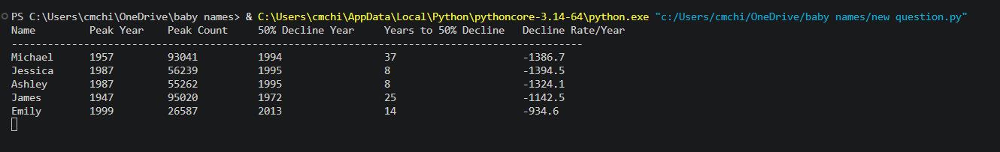 PS C:\Users\cmchi\OneDrive\baby names> & C:\Users\cmchi\AppData\Local\Python\pythoncore-3.14-64\python.exe "c:/Users/cmchi/OneDrive/baby names/new question.py"
Name         Peak Year    Peak Count     50% Decline Year     Years to 50% Decline   Decline Rate/Year
-----------------------------------------------------------------------------------------------
Michael      1957         93041          1994                 37                     -1386.7
Jessica      1987         56239          1995                 8                      -1394.5
Ashley       1987         55262          1995                 8                      -1324.1
James        1947         95020          1972                 25                     -1142.5
Emily        1999         26587          2013                 14                     -934.6